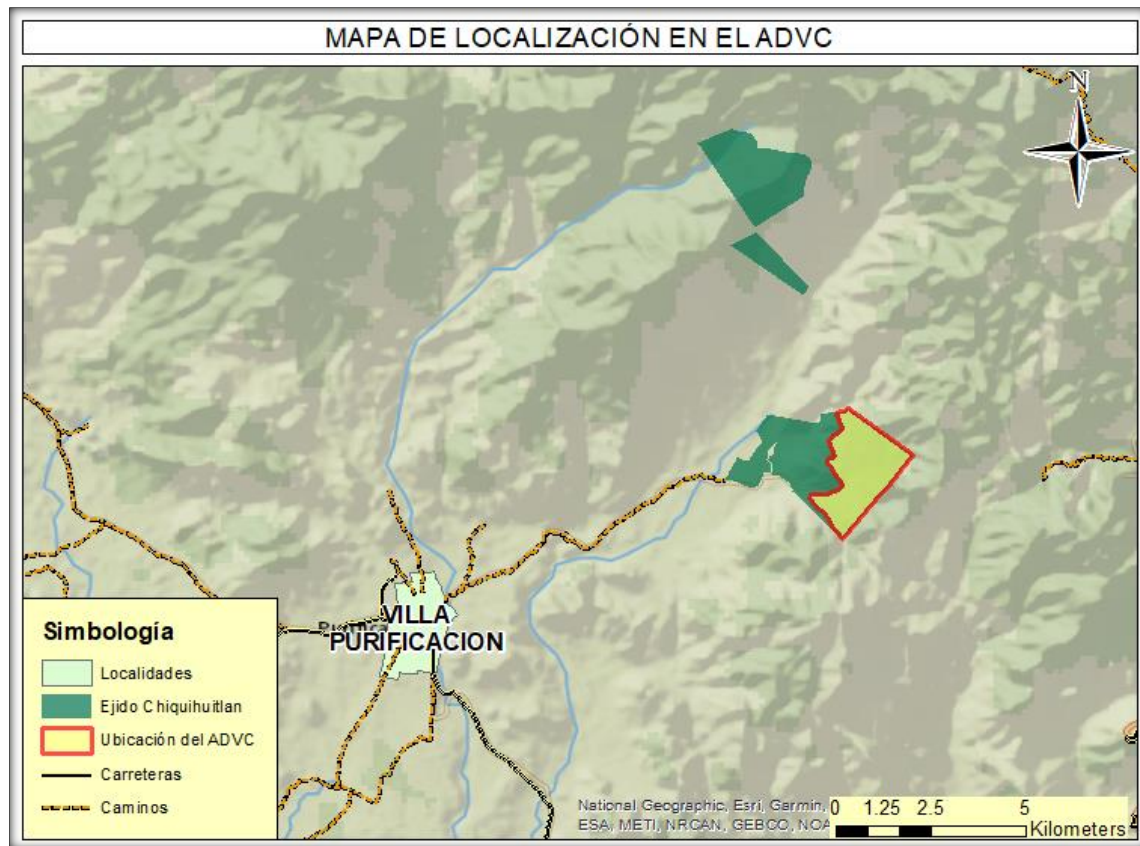 MAPA DE LOCALIZACIÓN EN EL ADVC
N
VILLA
PURIFICACION
Simbología
Localidades
Ejido Chiquihuitlan
Ubicación del ADVC
Carreteras
Caminos
National Geographic, Esri, Garmin,
ESA, METI, NRCAN, GEBCO, NOA
0 1.25 2.5 5
Kilometers